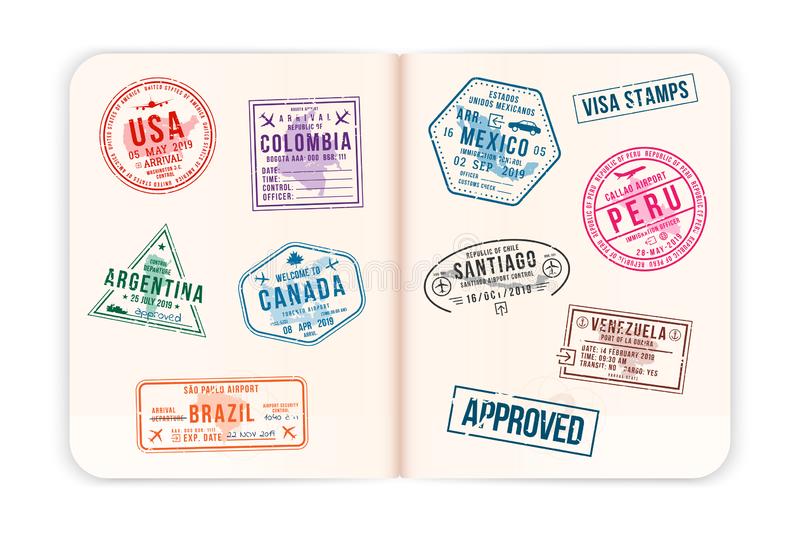 UNITED STATES OF AMERICA
USA
05 MAY 2019
ARRIVAL
WASHINGTON D.C.
CONTROL
BOGOTA AIRPORT
ARRIVAL
REPUBLIC OF
COLOMBIA
BOGOTA AAA- 000 BBB: 111
DATE:
TIME:
CONTROL:
OFFICER:
CONTROL
DEPARTURE
ARGENTINA
25 JULY 2019
approved
WELCOME TO
CANADA
TORONTO AIRPORT
08 APR 2019
SÃO PAULO AIRPORT
ARRIVAL
DEPARTURE
BRAZIL
AIRPORT SECURITY
CONTROL
EXP. DATE 22 NOV 2019
ESTADOS
UNIDOS MEXICANOS
ARR.
16 MEXICO 05
IMMIGRATION CONTROL
02 SEP 2019
OFFICER
CUSTOMS CHECK
VISA STAMPS
REPUBLIC OF PERU
CALLAO AIRPORT
PERU
IMMIGRATION OFFICER
28-MAY-2019
REPUBLIC OF CHILE
SANTIAGO
SANTIAGO AIRPORT CONTROL
16/OCT/2019
VENEZUELA
PORT OF LA GUAIRA
DATE: 14 FEBRUARY 2019
TIME: 09:30 AM
TRANSIT: NO CARGO: YES
VARGAS STATE
APPROVED
dreamstime